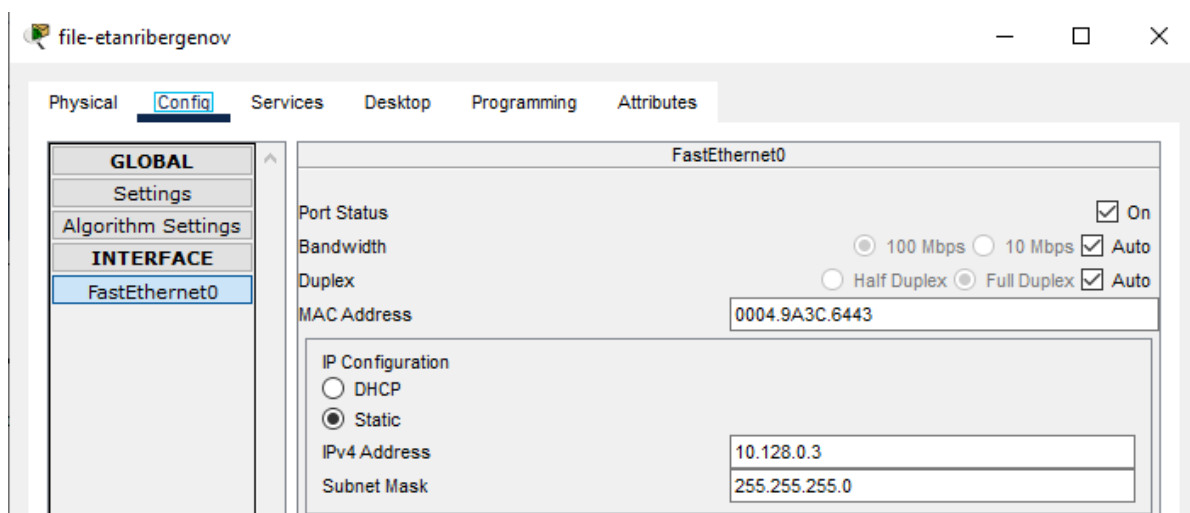 file-etanribergenov
Physical Config Services Desktop Programming Attributes
GLOBAL
Settings
Algorithm Settings
INTERFACE
FastEthernet0
FastEthernet0
Port Status On
Bandwidth 100 Mbps 10 Mbps Auto
Duplex Half Duplex Full Duplex Auto
MAC Address 0004.9A3C.6443
IP Configuration
DHCP
Static
IPv4 Address 10.128.0.3
Subnet Mask 255.255.255.0